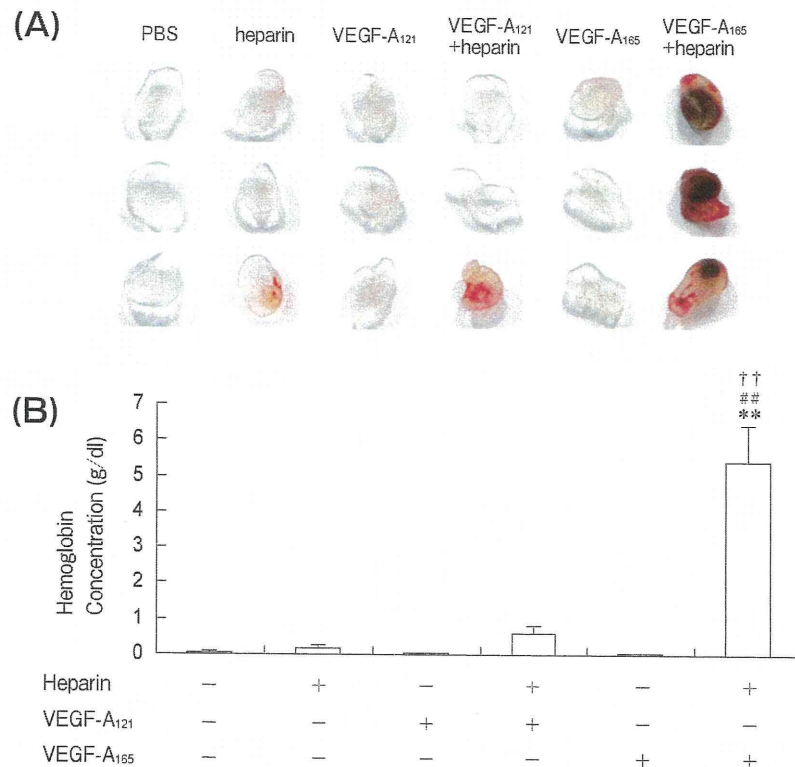 (A)
PBS
heparin
VEGF-A₁₂₁
VEGF-A₁₂₁
+heparin
VEGF-A₁₆₅
VEGF-A₁₆₅
+heparin
(B)
Hemoglobin
Concentration (g/dl)
7
6
5
4
3
2
1
0
††
##
**
Heparin − + − + − +
VEGF-A₁₂₁ − − + + − −
VEGF-A₁₆₅ − − − − + +